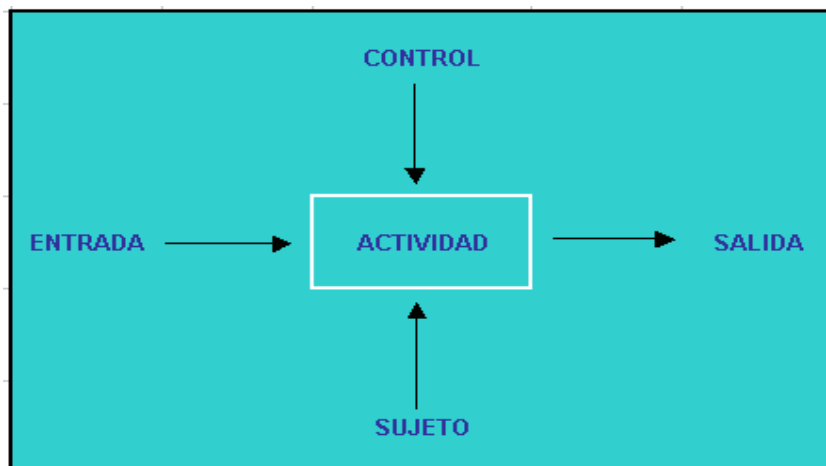 CONTROL
ENTRADA
ACTIVIDAD
SALIDA
SUJETO